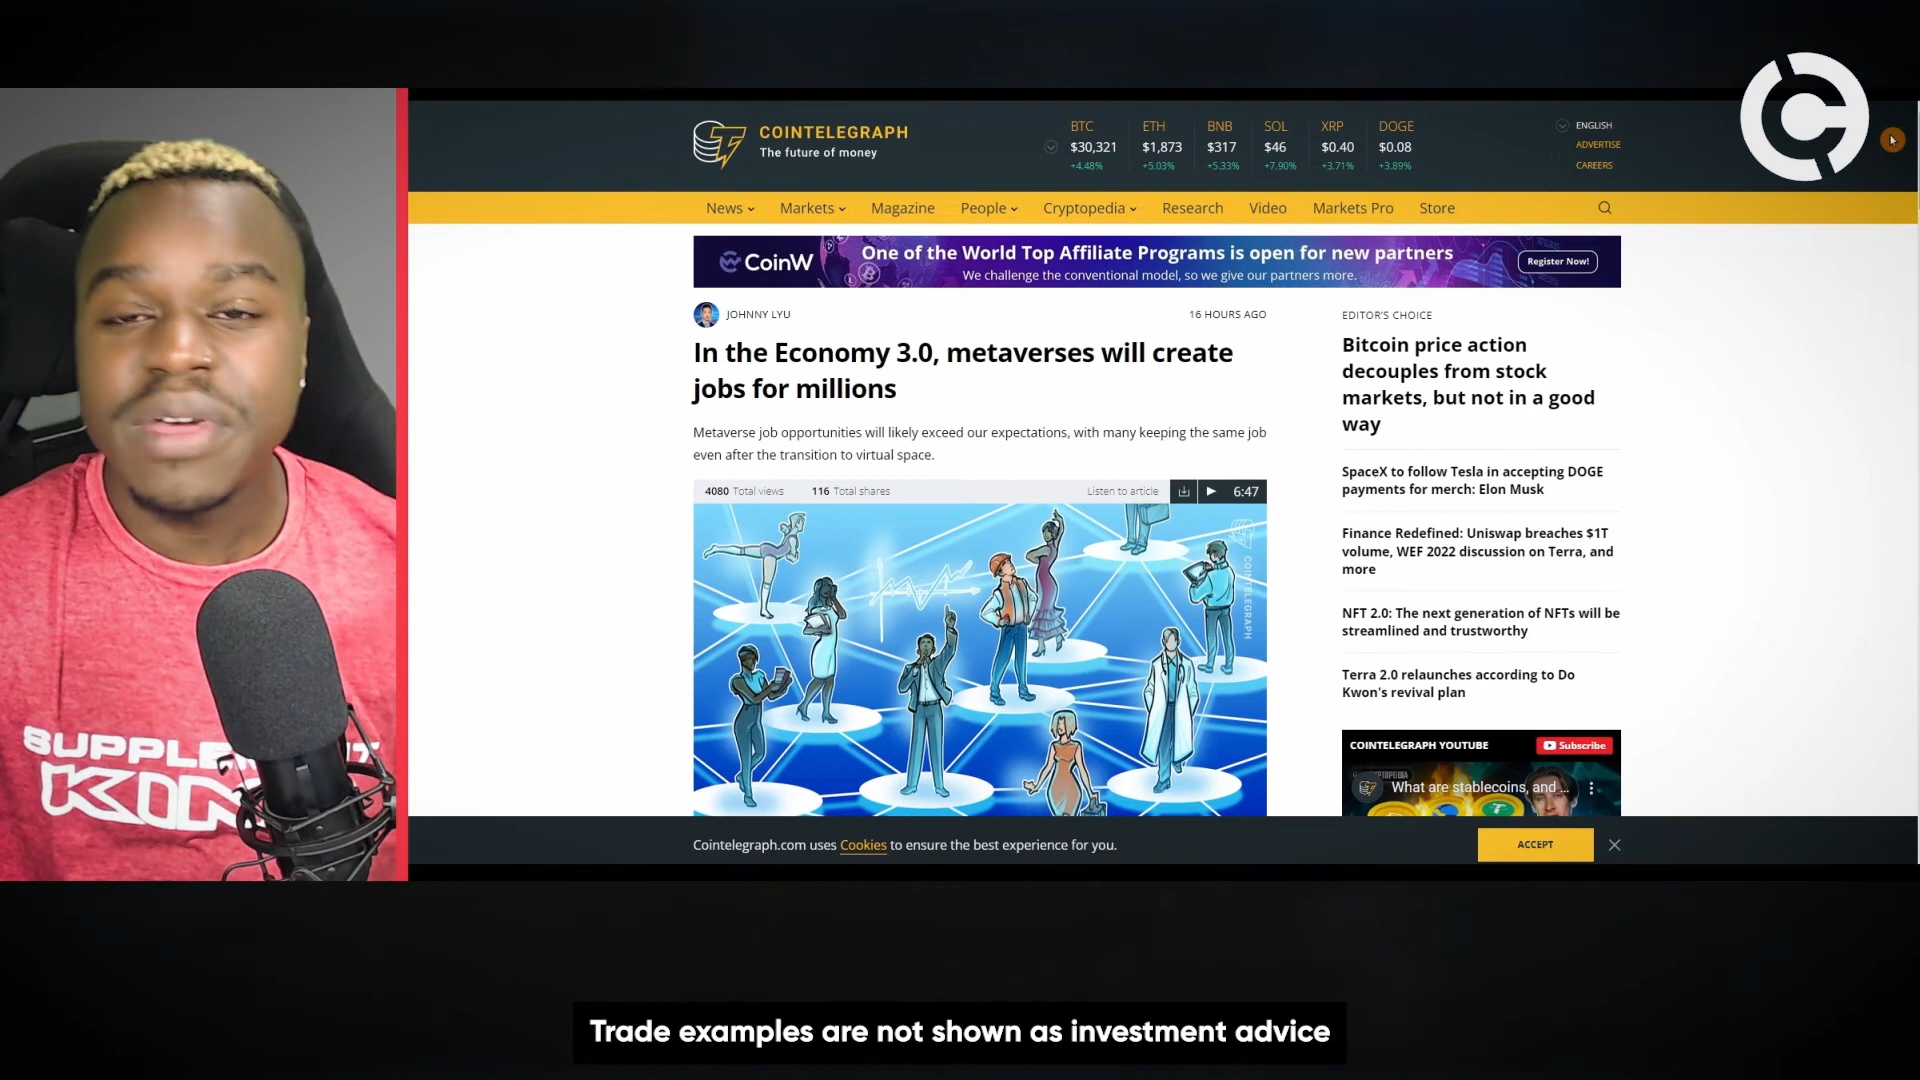 COINTELEGRAPH
The future of money
BTC
$30,321
+4.48%
ETH
$1,873
+5.03%
BNB
$317
+5.33%
SOL
$46
+7.90%
XRP
$0.40
+3.71%
DOGE
$0.08
+3.89%
ENGLISH
ADVERTISE
CAREERS
News Markets Magazine People Cryptopedia Research Video Markets Pro Store
CoinW
One of the World Top Affiliate Programs is open for new partners
We challenge the conventional model, so we give our partners more.
Register Now!
JOHNNY LYU
16 HOURS AGO
In the Economy 3.0, metaverses will create
jobs for millions
Metaverse job opportunities will likely exceed our expectations, with many keeping the same job
even after the transition to virtual space.
4080 Total views 116 Total shares Listen to article 6:47
COINTELEGRAPH
EDITOR'S CHOICE
Bitcoin price action
decouples from stock
markets, but not in a good
way
SpaceX to follow Tesla in accepting DOGE
payments for merch: Elon Musk
Finance Redefined: Uniswap breaches $1T
volume, WEF 2022 discussion on Terra, and
more
NFT 2.0: The next generation of NFTs will be
streamlined and trustworthy
Terra 2.0 relaunches according to Do
Kwon's revival plan
COINTELEGRAPH YOUTUBE
Subscribe
What are stablecoins, and ...
Cointelegraph.com uses Cookies to ensure the best experience for you.
ACCEPT
Trade examples are not shown as investment advice